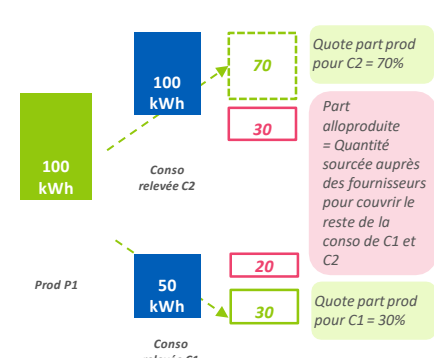 100
kWh
Prod P1
100
kWh
Conso
relevée C2
70
30
Quote part prod
pour C2 = 70%
Part
alloproduite
= Quantité
sourcée auprès
des fournisseurs
pour couvrir le
reste de la
conso de C1 et
C2
50
kWh
Conso
relevée C1
20
30
Quote part prod
pour C1 = 30%